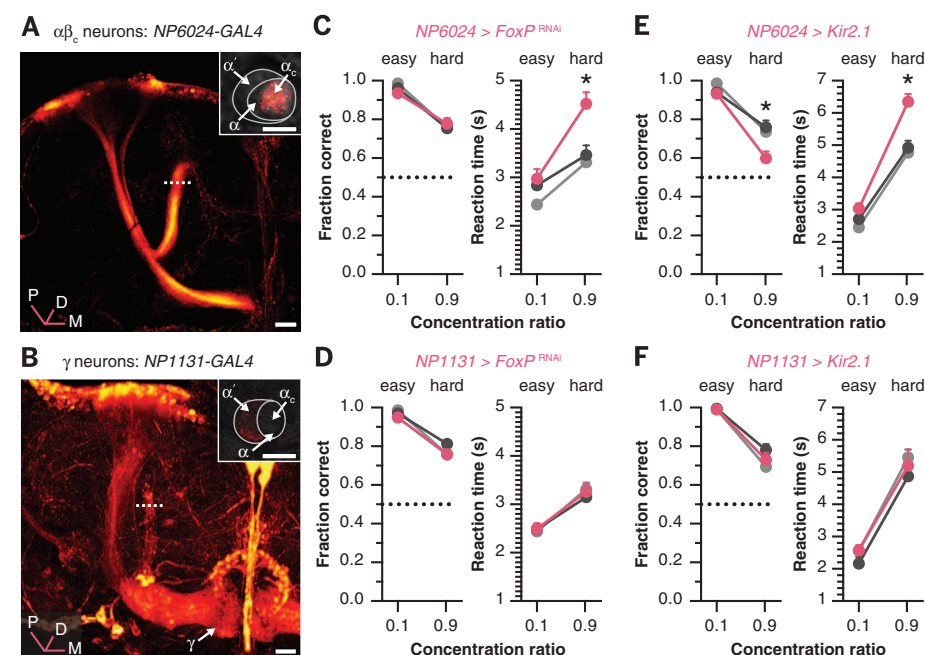 A αβc neurons: NP6024-GAL4
α′ αc
α
P D
M
C NP6024 > FoxP RNAi
easy hard easy hard
Fraction correct
1.0
0.8
0.6
0.4
0.2
0.0
0.1 0.9
Reaction time (s)
5
4
3
2
1
*
0.1 0.9
Concentration ratio
E NP6024 > Kir2.1
easy hard easy hard
Fraction correct
1.0
0.8
0.6
0.4
0.2
0.0
*
0.1 0.9
Reaction time (s)
7
6
5
4
3
2
1
*
0.1 0.9
Concentration ratio
B γ neurons: NP1131-GAL4
α′ αc
α
γ
P D
M
D NP1131 > FoxP RNAi
easy hard easy hard
Fraction correct
1.0
0.8
0.6
0.4
0.2
0.0
0.1 0.9
Reaction time (s)
5
4
3
2
1
0.1 0.9
Concentration ratio
F NP1131 > Kir2.1
easy hard easy hard
Fraction correct
1.0
0.8
0.6
0.4
0.2
0.0
0.1 0.9
Reaction time (s)
7
6
5
4
3
2
1
0.1 0.9
Concentration ratio